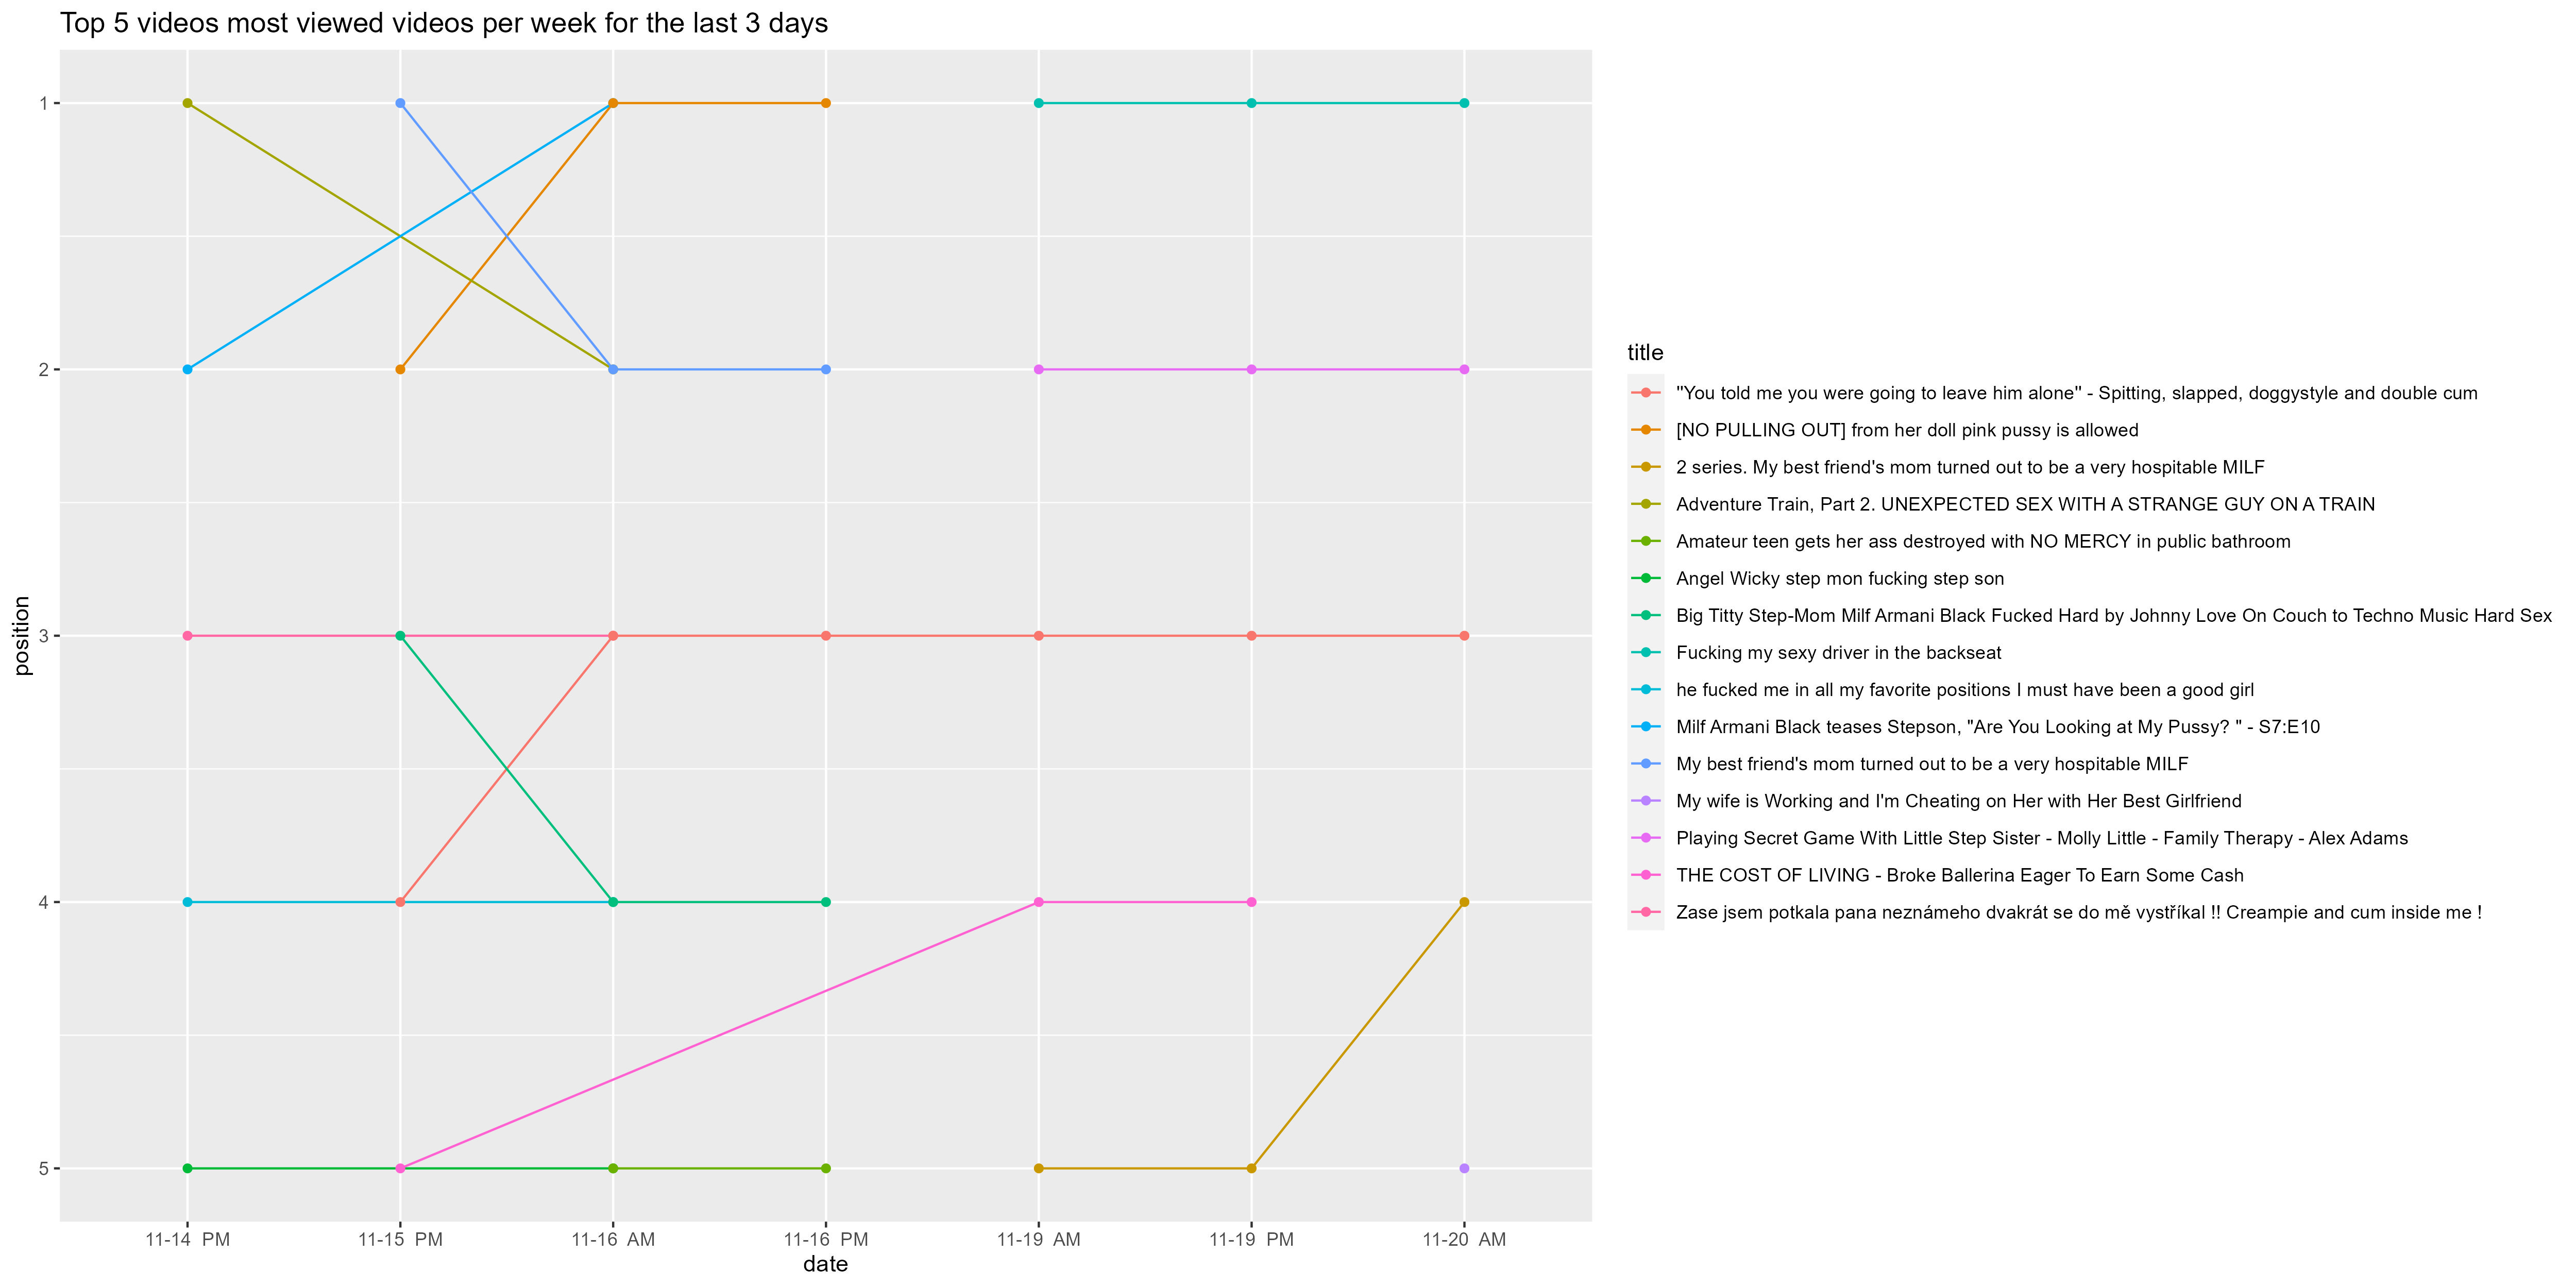 Top 5 videos most viewed videos per week for the last 3 days
position
1
2
3
4
5
11-14 PM
11-15 PM
11-16 AM
11-16 PM
11-19 AM
11-19 PM
11-20 AM
date
title
"You told me you were going to leave him alone" - Spitting, slapped, doggystyle and double cum
[NO PULLING OUT] from her doll pink pussy is allowed
2 series. My best friend's mom turned out to be a very hospitable MILF
Adventure Train, Part 2. UNEXPECTED SEX WITH A STRANGE GUY ON A TRAIN
Amateur teen gets her ass destroyed with NO MERCY in public bathroom
Angel Wicky step mon fucking step son
Big Titty Step-Mom Milf Armani Black Fucked Hard by Johnny Love On Couch to Techno Music Hard Sex
Fucking my sexy driver in the backseat
he fucked me in all my favorite positions I must have been a good girl
Milf Armani Black teases Stepson, "Are You Looking at My Pussy? " - S7:E10
My best friend's mom turned out to be a very hospitable MILF
My wife is Working and I'm Cheating on Her with Her Best Girlfriend
Playing Secret Game With Little Step Sister - Molly Little - Family Therapy - Alex Adams
THE COST OF LIVING - Broke Ballerina Eager To Earn Some Cash
Zase jsem potkala pana neznámeho dvakrát se do mě vystříkal !! Creampie and cum inside me !